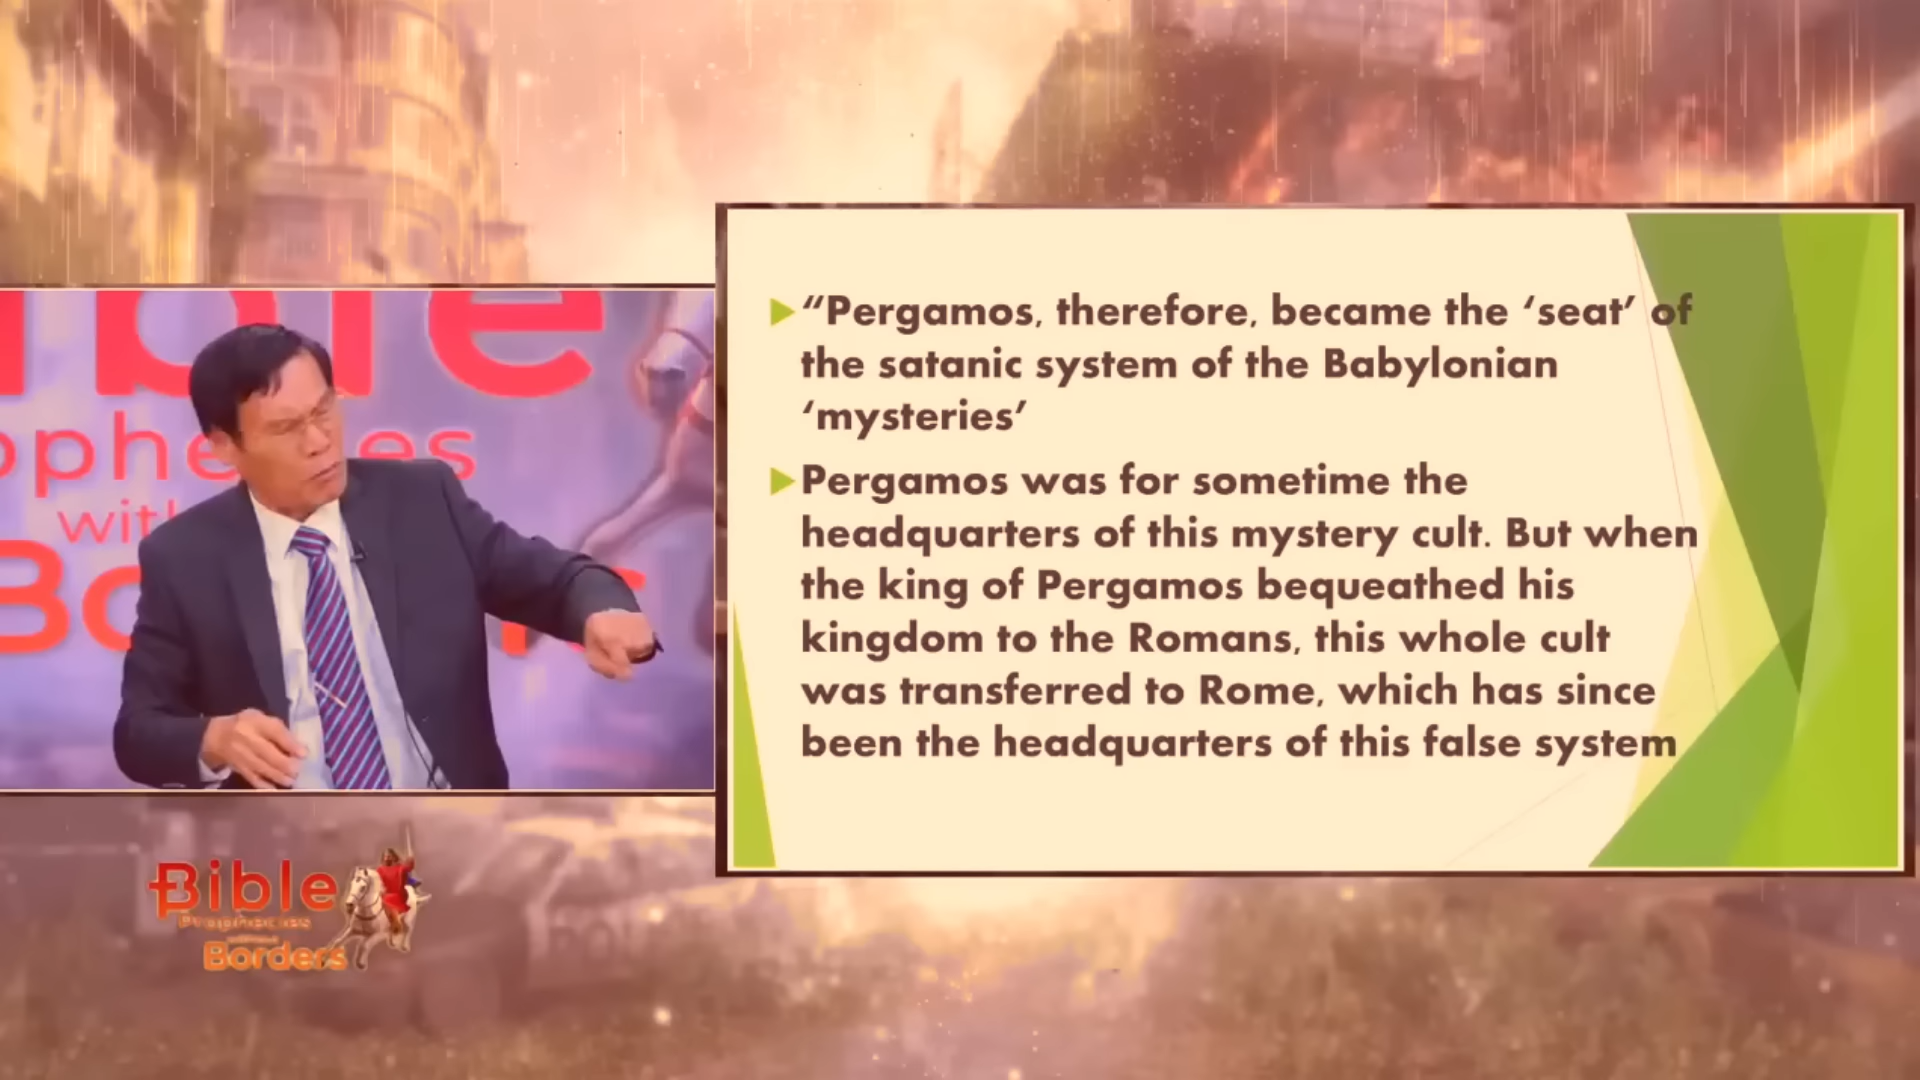 “Pergamos, therefore, became the ‘seat’ of
the satanic system of the Babylonian
‘mysteries’
Pergamos was for sometime the
headquarters of this mystery cult. But when
the king of Pergamos bequeathed his
kingdom to the Romans, this whole cult
was transferred to Rome, which has since
been the headquarters of this false system
Bible
Prophecies
Borders